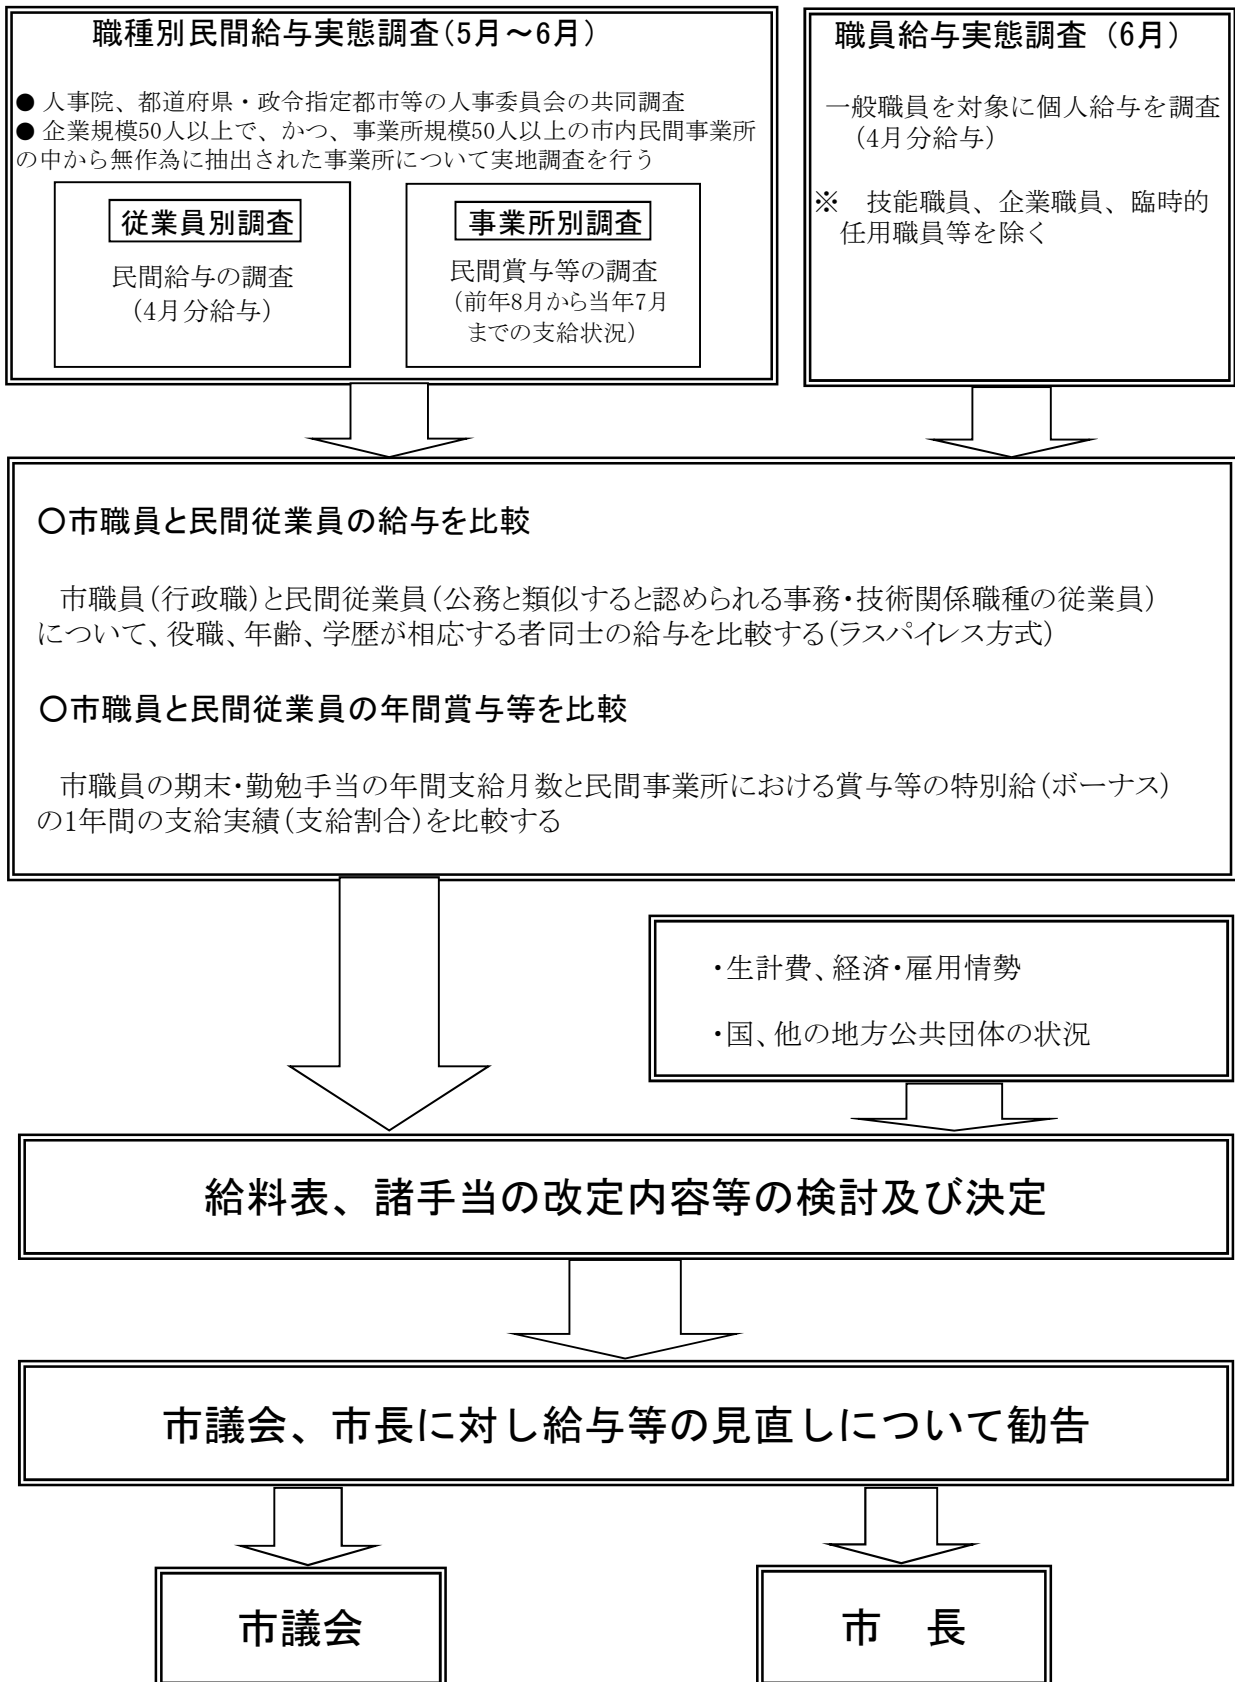 職種別民間給与実態調査(5月～6月)
● 人事院、都道府県・政令指定都市等の人事委員会の共同調査
● 企業規模50人以上で、かつ、事業所規模50人以上の市内民間事業所
の中から無作為に抽出された事業所について実地調査を行う
従業員別調査
民間給与の調査
(4月分給与)
事業所別調査
民間賞与等の調査
(前年8月から当年7月
までの支給状況)
職員給与実態調査 (6月)
一般職員を対象に個人給与を調査
(4月分給与)
※　技能職員、企業職員、臨時的
任用職員等を除く
○市職員と民間従業員の給与を比較
市職員(行政職)と民間従業員(公務と類似すると認められる事務・技術関係職種の従業員)
について、役職、年齢、学歴が相応する者同士の給与を比較する(ラスパイレス方式)
○市職員と民間従業員の年間賞与等を比較
市職員の期末・勤勉手当の年間支給月数と民間事業所における賞与等の特別給(ボーナス)
の1年間の支給実績(支給割合)を比較する
・生計費、経済・雇用情勢
・国、他の地方公共団体の状況
給料表、諸手当の改定内容等の検討及び決定
市議会、市長に対し給与等の見直しについて勧告
市議会
市　長